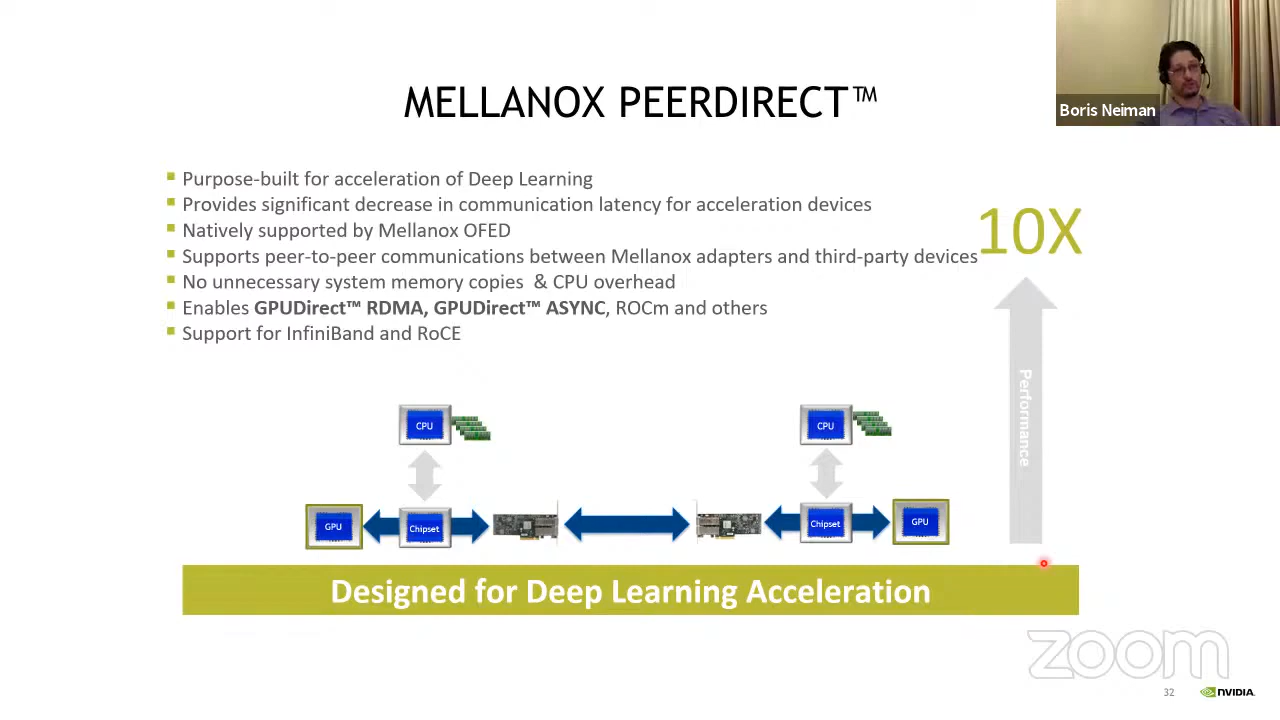 MELLANOX PEERDIRECT™
Boris Neiman
Purpose-built for acceleration of Deep Learning
Provides significant decrease in communication latency for acceleration devices
Natively supported by Mellanox OFED
Supports peer-to-peer communications between Mellanox adapters and third-party devices
No unnecessary system memory copies & CPU overhead
Enables GPUDirect™ RDMA, GPUDirect™ ASYNC, ROCm and others
Support for InfiniBand and RoCE
10X
Performance
CPU
CPU
GPU
Chipset
Chipset
GPU
Designed for Deep Learning Acceleration
zoom
32
NVIDIA.